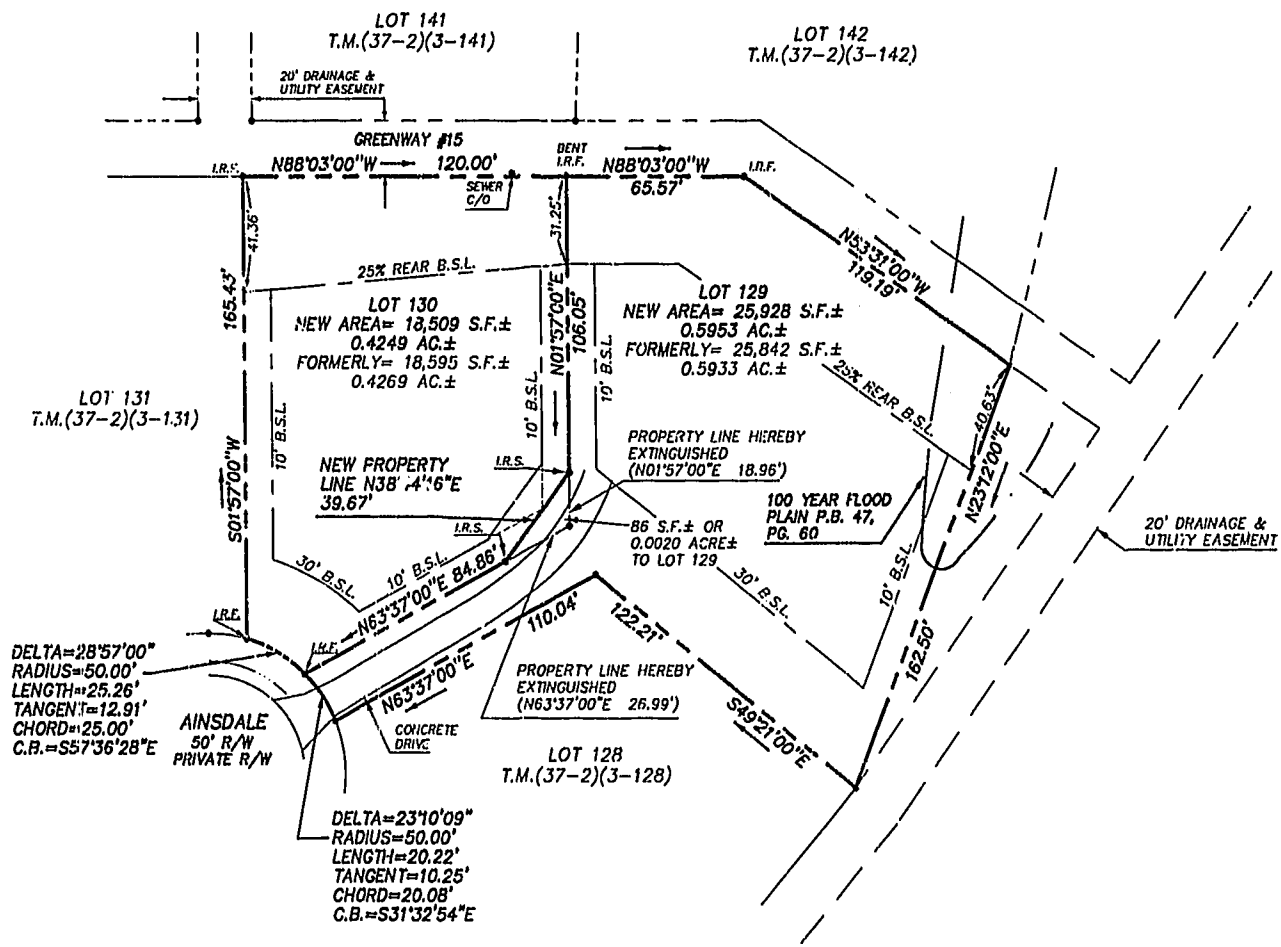 LOT 141
T.M.(37-2)(3-141)
LOT 142
T.M.(37-2)(3-142)
20' DRAINAGE &
UTILITY EASEMENT
GREENWAY #15
I.R.S.
N88°03'00"W
120.00'
SEWER
C/O
BENT
I.R.F.
N88°03'00"W
65.57'
I.R.F.
41.36'
31.25'
N53°31'00"W
119.19'
25% REAR B.S.L.
165.43'
S01°57'00"W
LOT 130
NEW AREA= 18,509 S.F.±
0.4249 AC.±
FORMERLY= 18,595 S.F.±
0.4269 AC.±
N01°57'00"E
106.05'
LOT 129
NEW AREA= 25,928 S.F.±
0.5953 AC.±
FORMERLY= 25,842 S.F.±
0.5933 AC.±
25% REAR B.S.L.
40.63'
N23°12'00"E
162.50'
LOT 131
T.M.(37-2)(3-131)
10' B.S.L.
10' B.S.L.
10' B.S.L.
PROPERTY LINE HEREBY
EXTINGUISHED
(N01°57'00"E 18.96')
NEW PROPERTY
LINE
39.67'
I.R.S.
I.R.S.
86 S.F.± OR
0.0020 ACRE±
TO LOT 129
100 YEAR FLOOD
PLAIN P.B. 47,
PG. 60
20' DRAINAGE &
UTILITY EASEMENT
30' B.S.L.
10' B.S.L.
N63°37'00"E 84.86'
30' B.S.L.
10' B.S.L.
I.R.F.
I.R.F.
110.04'
N63°37'00"E
122.21'
S49°21'00"E
DELTA=28°57'00"
RADIUS=50.00'
LENGTH=25.26'
TANGENT=12.91'
CHORD=25.00'
C.B.=S57°36'28"E
AINSDALE
50' R/W
PRIVATE R/W
CONCRETE
DRIVE
PROPERTY LINE HEREBY
EXTINGUISHED
(N63°37'00"E 26.99')
LOT 128
T.M.(37-2)(3-128)
DELTA=23°10'09"
RADIUS=50.00'
LENGTH=20.22'
TANGENT=10.25'
CHORD=20.08'
C.B.=S31°32'54"E